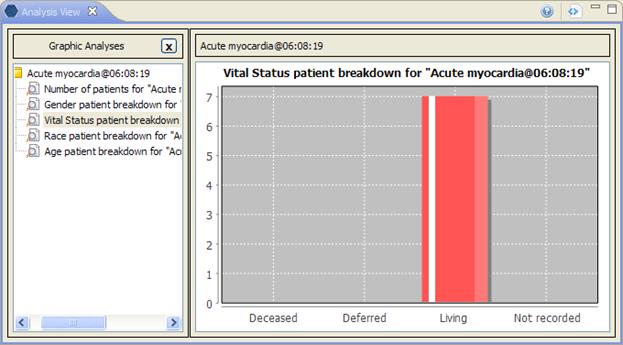 Analysis View
Graphic Analyses
x
Acute myocardia@06:08:19
Number of patients for "Acute
Gender patient breakdown for
Vital Status patient breakdown
Race patient breakdown for "A
Age patient breakdown for "Ac
Acute myocardia@06:08:19
Vital Status patient breakdown for "Acute myocardia@06:08:19"
7
6
5
4
3
2
1
0
Deceased Deferred Living Not recorded